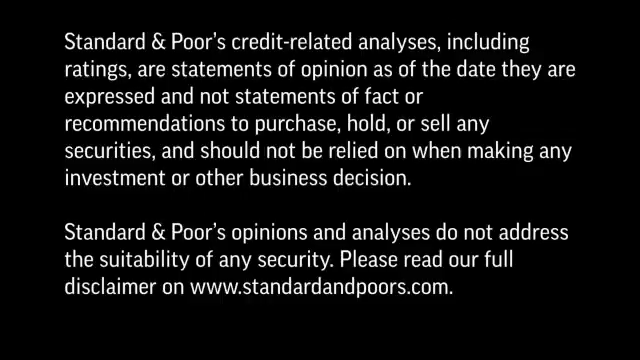 Standard & Poor's credit-related analyses, including
ratings, are statements of opinion as of the date they are
expressed and not statements of fact or
recommendations to purchase, hold, or sell any
securities, and should not be relied on when making any
investment or other business decision.
Standard & Poor's opinions and analyses do not address
the suitability of any security. Please read our full
disclaimer on www.standardandpoors.com.